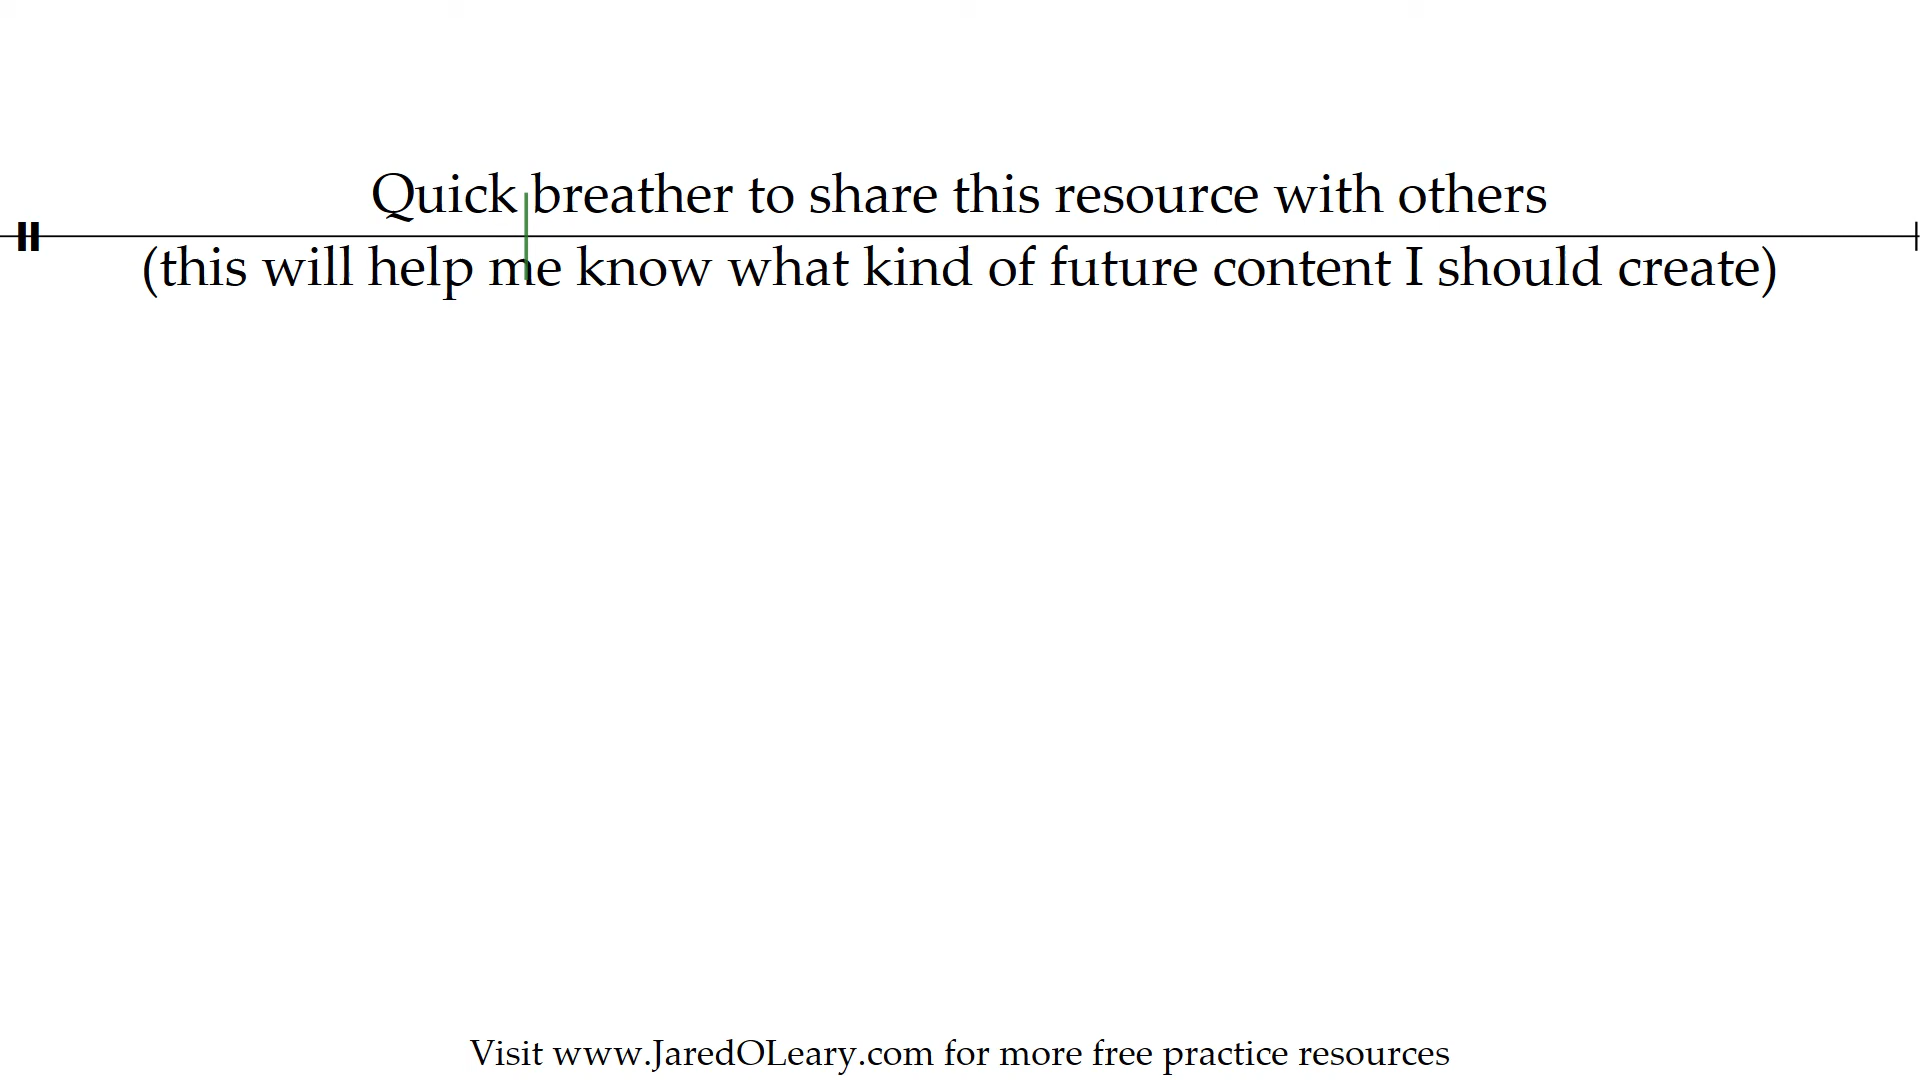 Quick breather to share this resource with others
(this will help me know what kind of future content I should create)
Visit www.JaredOLeary.com for more free practice resources